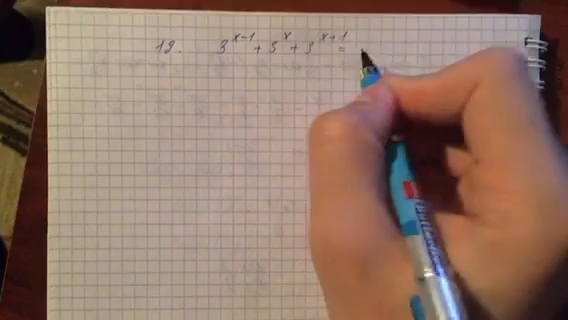 19. 3^{x-1} + 3^x + 3^{x+1} =